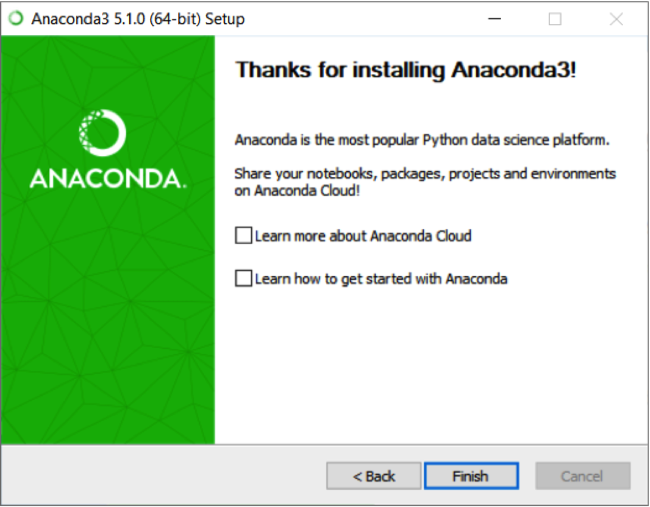 Anaconda3 5.1.0 (64-bit) Setup
Thanks for installing Anaconda3!
ANACONDA.
Anaconda is the most popular Python data science platform.
Share your notebooks, packages, projects and environments
on Anaconda Cloud!
Learn more about Anaconda Cloud
Learn how to get started with Anaconda
< Back
Finish
Cancel